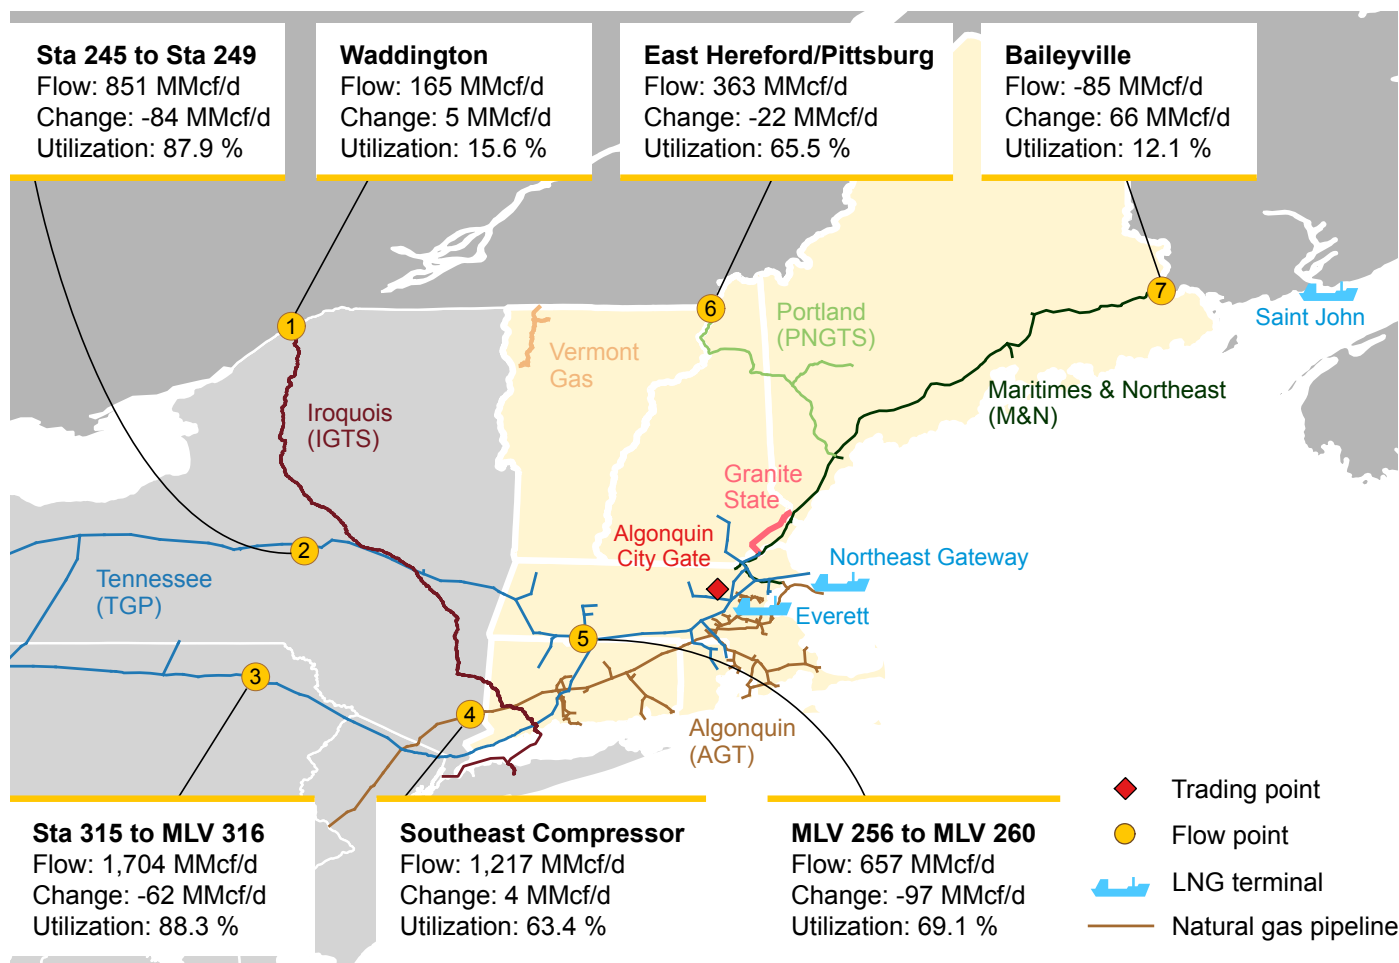 Sta 245 to Sta 249
Flow: 851 MMcf/d
Change: -84 MMcf/d
Utilization: 87.9 %
Waddington
Flow: 165 MMcf/d
Change: 5 MMcf/d
Utilization: 15.6 %
East Hereford/Pittsburg
Flow: 363 MMcf/d
Change: -22 MMcf/d
Utilization: 65.5 %
Baileyville
Flow: -85 MMcf/d
Change: 66 MMcf/d
Utilization: 12.1 %
7
6
1
Saint John
Portland
(PNGTS)
Vermont
Gas
Maritimes & Northeast
(M&N)
Iroquois
(IGTS)
Granite
State
Algonquin
City Gate
2
Northeast Gateway
Tennessee
(TGP)
Everett
5
3
4
Algonquin
(AGT)
Sta 315 to MLV 316
Flow: 1,704 MMcf/d
Change: -62 MMcf/d
Utilization: 88.3 %
Southeast Compressor
Flow: 1,217 MMcf/d
Change: 4 MMcf/d
Utilization: 63.4 %
MLV 256 to MLV 260
Flow: 657 MMcf/d
Change: -97 MMcf/d
Utilization: 69.1 %
Trading point
Flow point
LNG terminal
Natural gas pipeline